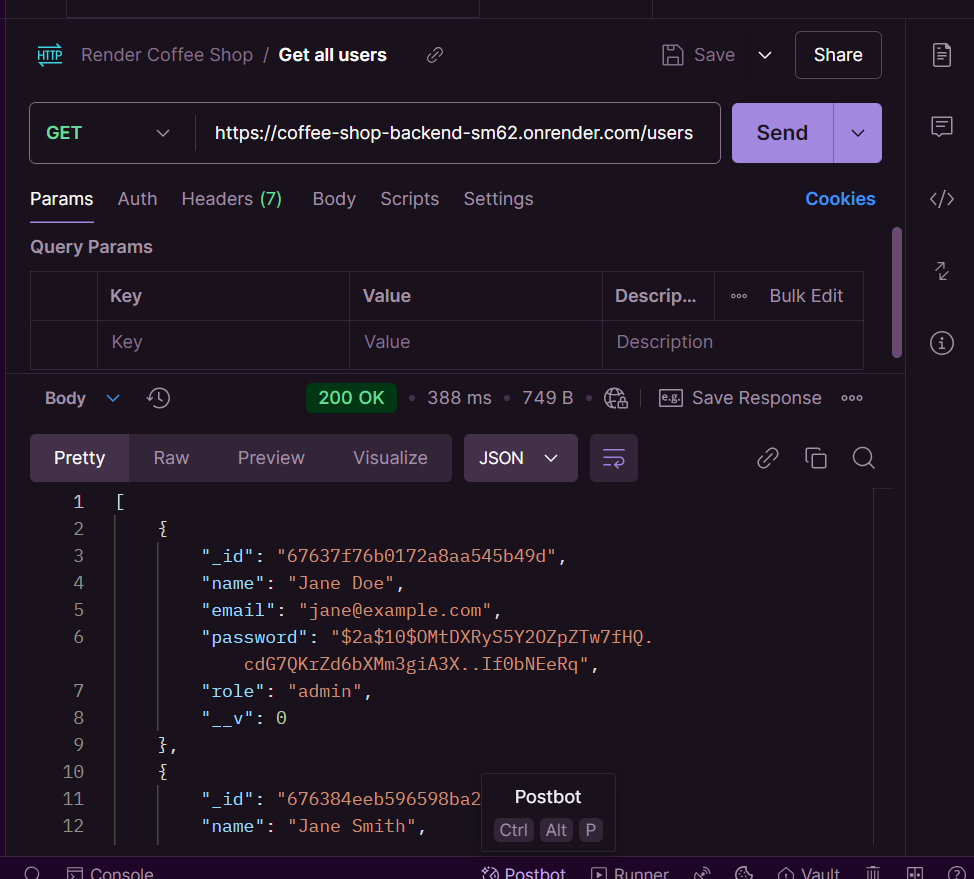 HTTP Render Coffee Shop / Get all users Save Share
GET https://coffee-shop-backend-sm62.onrender.com/users Send
Params Auth Headers (7) Body Scripts Settings Cookies
Query Params
Key Value Descrip... Bulk Edit
Key Value Description
Body 200 OK 388 ms 749 B e.g. Save Response
Pretty Raw Preview Visualize JSON
1 [
2 {
3 "_id": "67637f76b0172a8aa545b49d",
4 "name": "Jane Doe",
5 "email": "jane@example.com",
6 "password": "$2a$10$OMtDXRyS5Y2OZpZTw7fHQ.
cdG7QKrZd6bXMm3giA3X..If0bNEeRq",
7 "role": "admin",
8 "__v": 0
9 },
10 {
11 "_id": "676384eeb596598ba2
12 "name": "Jane Smith",
Postbot
Ctrl Alt P
Console Postbot Runner Vault